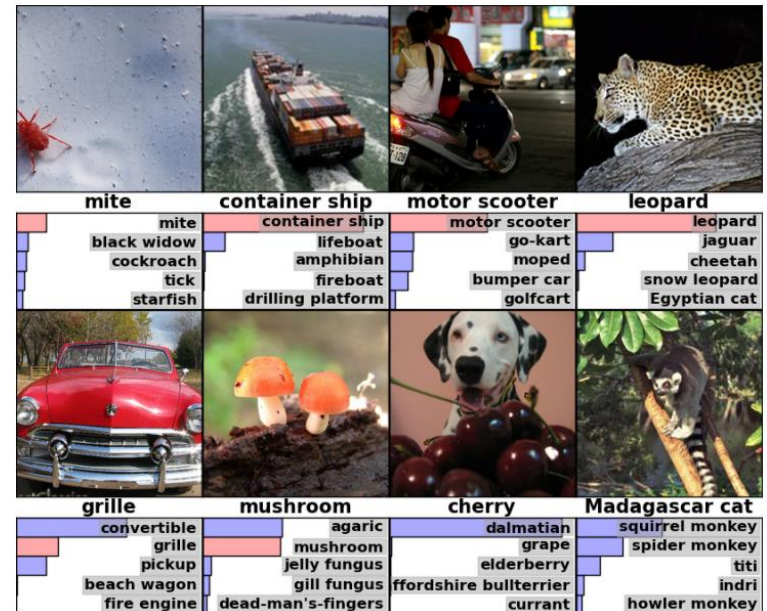 mite container ship motor scooter leopard
mite container ship motor scooter leopard
black widow lifeboat go-kart jaguar
cockroach amphibian moped cheetah
tick fireboat bumper car snow leopard
starfish drilling platform golfcart Egyptian cat
grille mushroom cherry Madagascar cat
convertible agaric dalmatian squirrel monkey
grille mushroom grape spider monkey
pickup jelly fungus elderberry titi
beach wagon gill fungus ffordshire bullterrier indri
fire engine dead-man's-fingers currant howler monkey